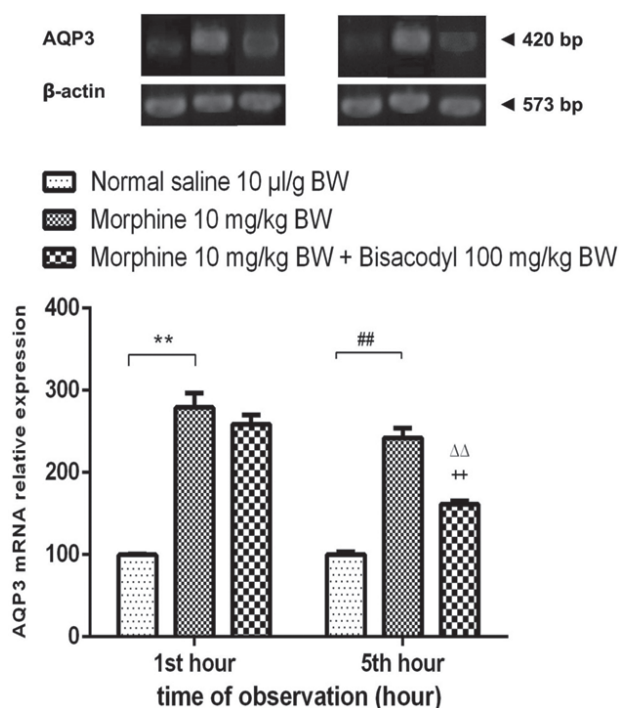 AQP3 ◄ 420 bp
β-actin ◄ 573 bp
Normal saline 10 µl/g BW
Morphine 10 mg/kg BW
Morphine 10 mg/kg BW + Bisacodyl 100 mg/kg BW
AQP3 mRNA relative expression
400
300
200
100
0
**
##
ΔΔ
++
1st hour 5th hour
time of observation (hour)